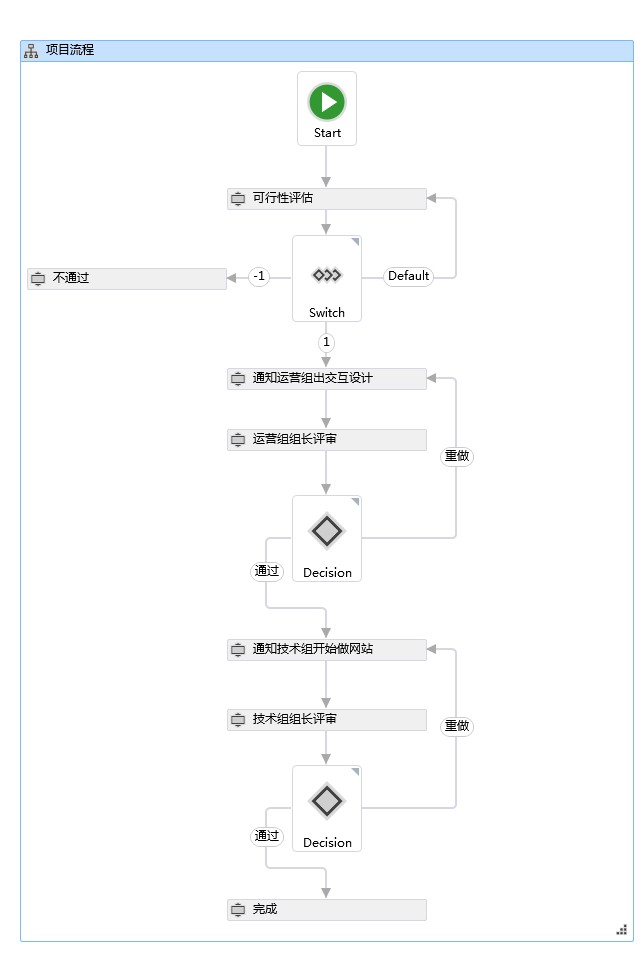 项目流程
Start
可行性评估
不通过
-1
Default
Switch
1
通知运营组出交互设计
运营组组长评审
重做
通过
Decision
通知技术组开始做网站
技术组组长评审
重做
通过
Decision
完成